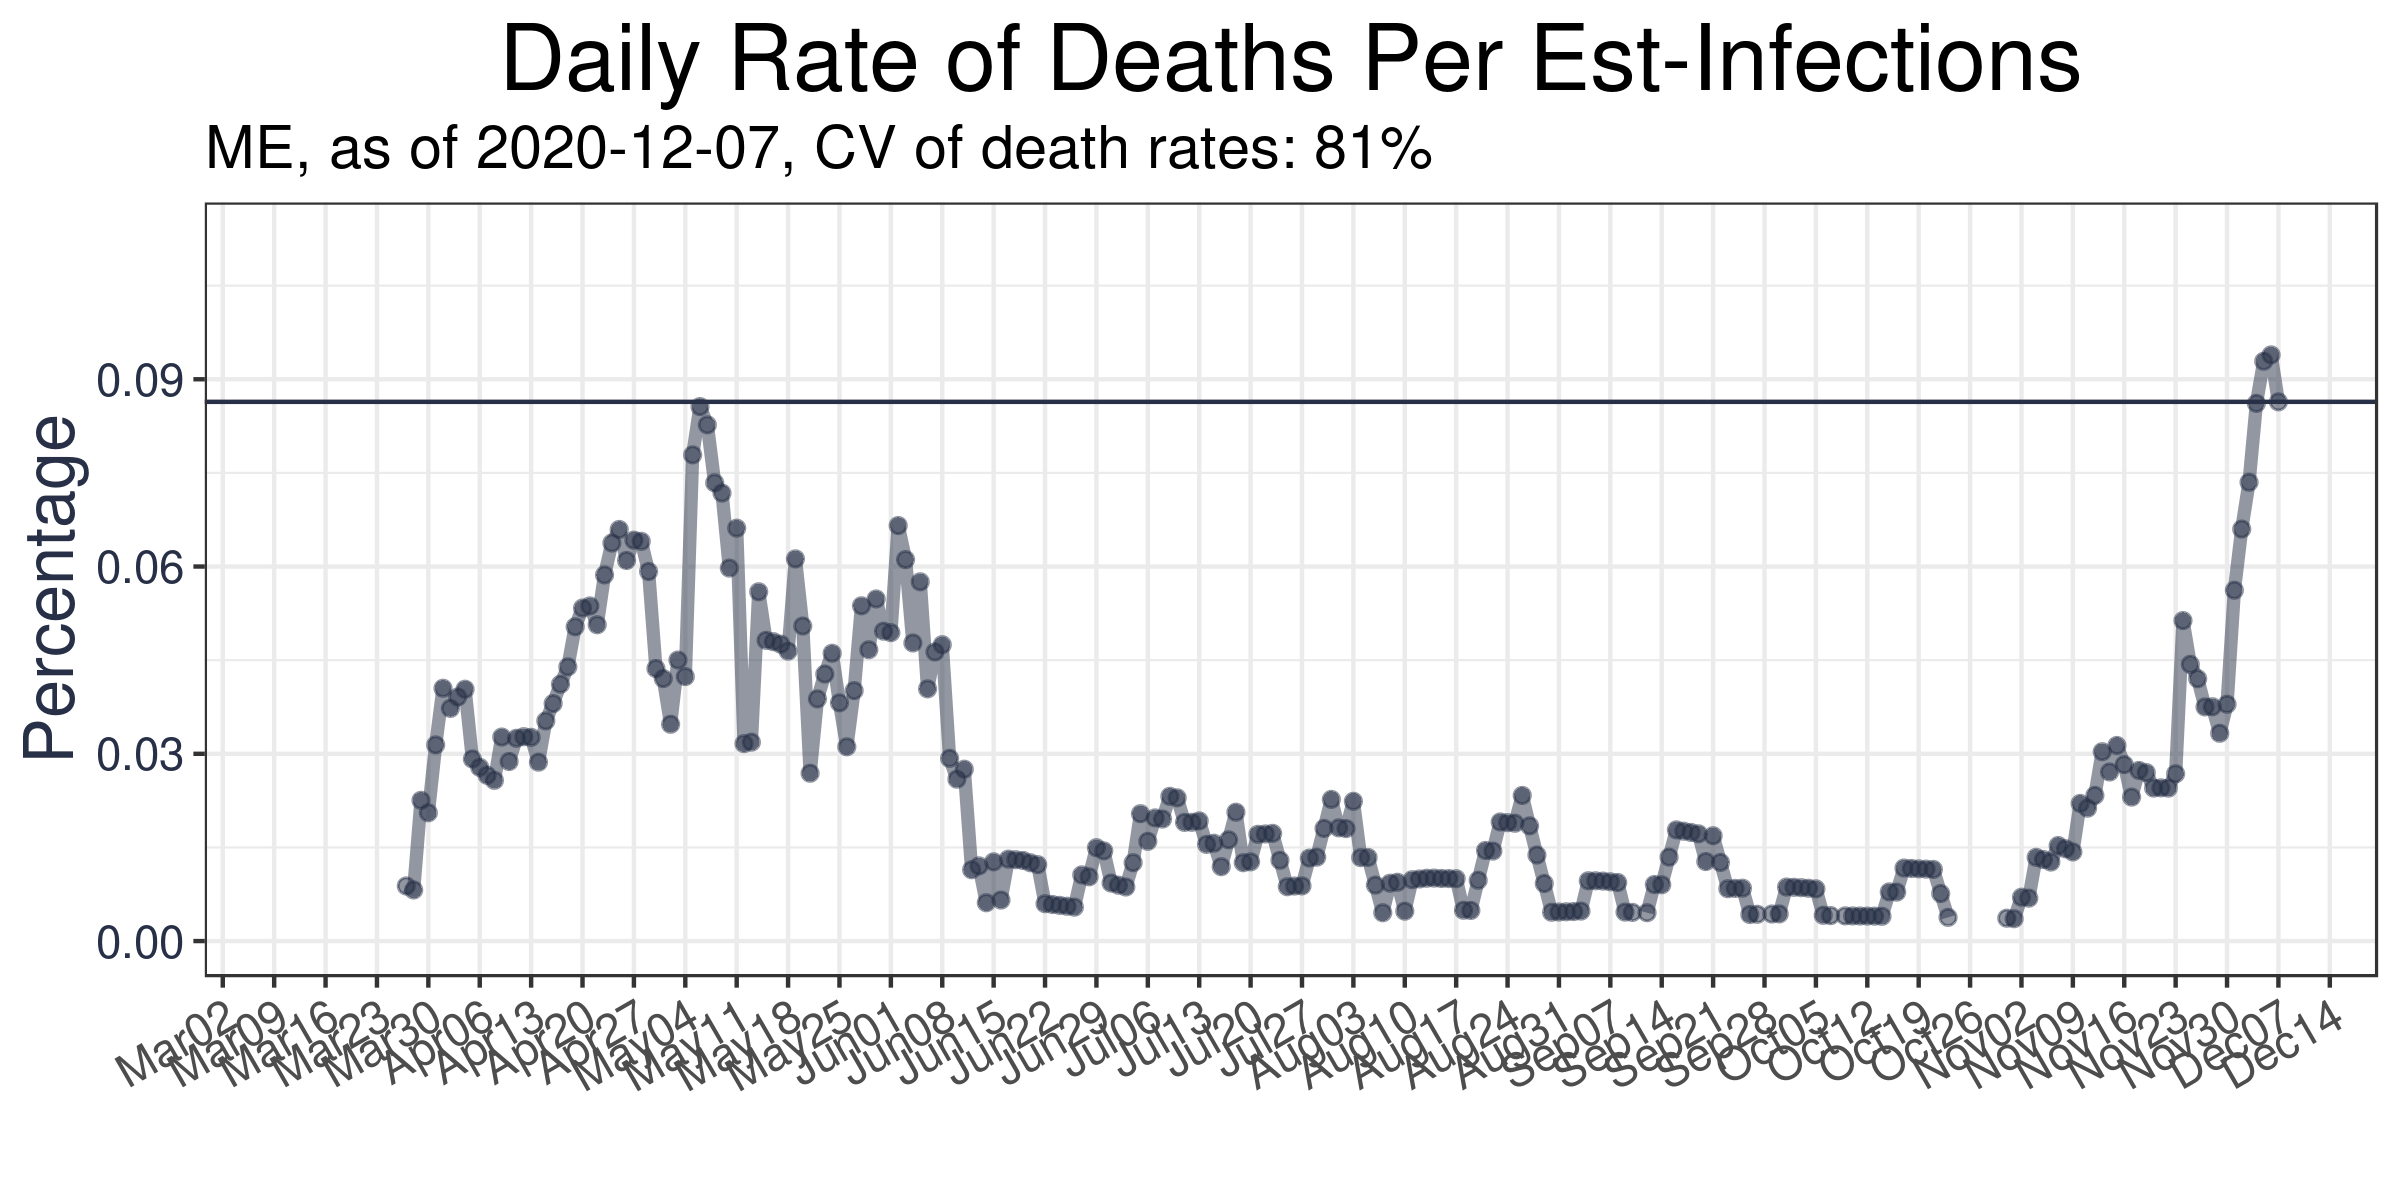 Daily Rate of Deaths Per Est-Infections
ME, as of 2020-12-07, CV of death rates: 81%
Percentage
0.09
0.06
0.03
0.00
Mar02
Mar09
Mar16
Mar23
Mar30
Apr06
Apr13
Apr20
Apr27
May04
May11
May18
May25
Jun01
Jun08
Jun15
Jun22
Jun29
Jul06
Jul13
Jul20
Jul27
Aug03
Aug10
Aug17
Aug24
Aug31
Sep07
Sep14
Sep21
Sep28
Oct05
Oct12
Oct19
Oct26
Nov02
Nov09
Nov16
Nov23
Nov30
Dec07
Dec14